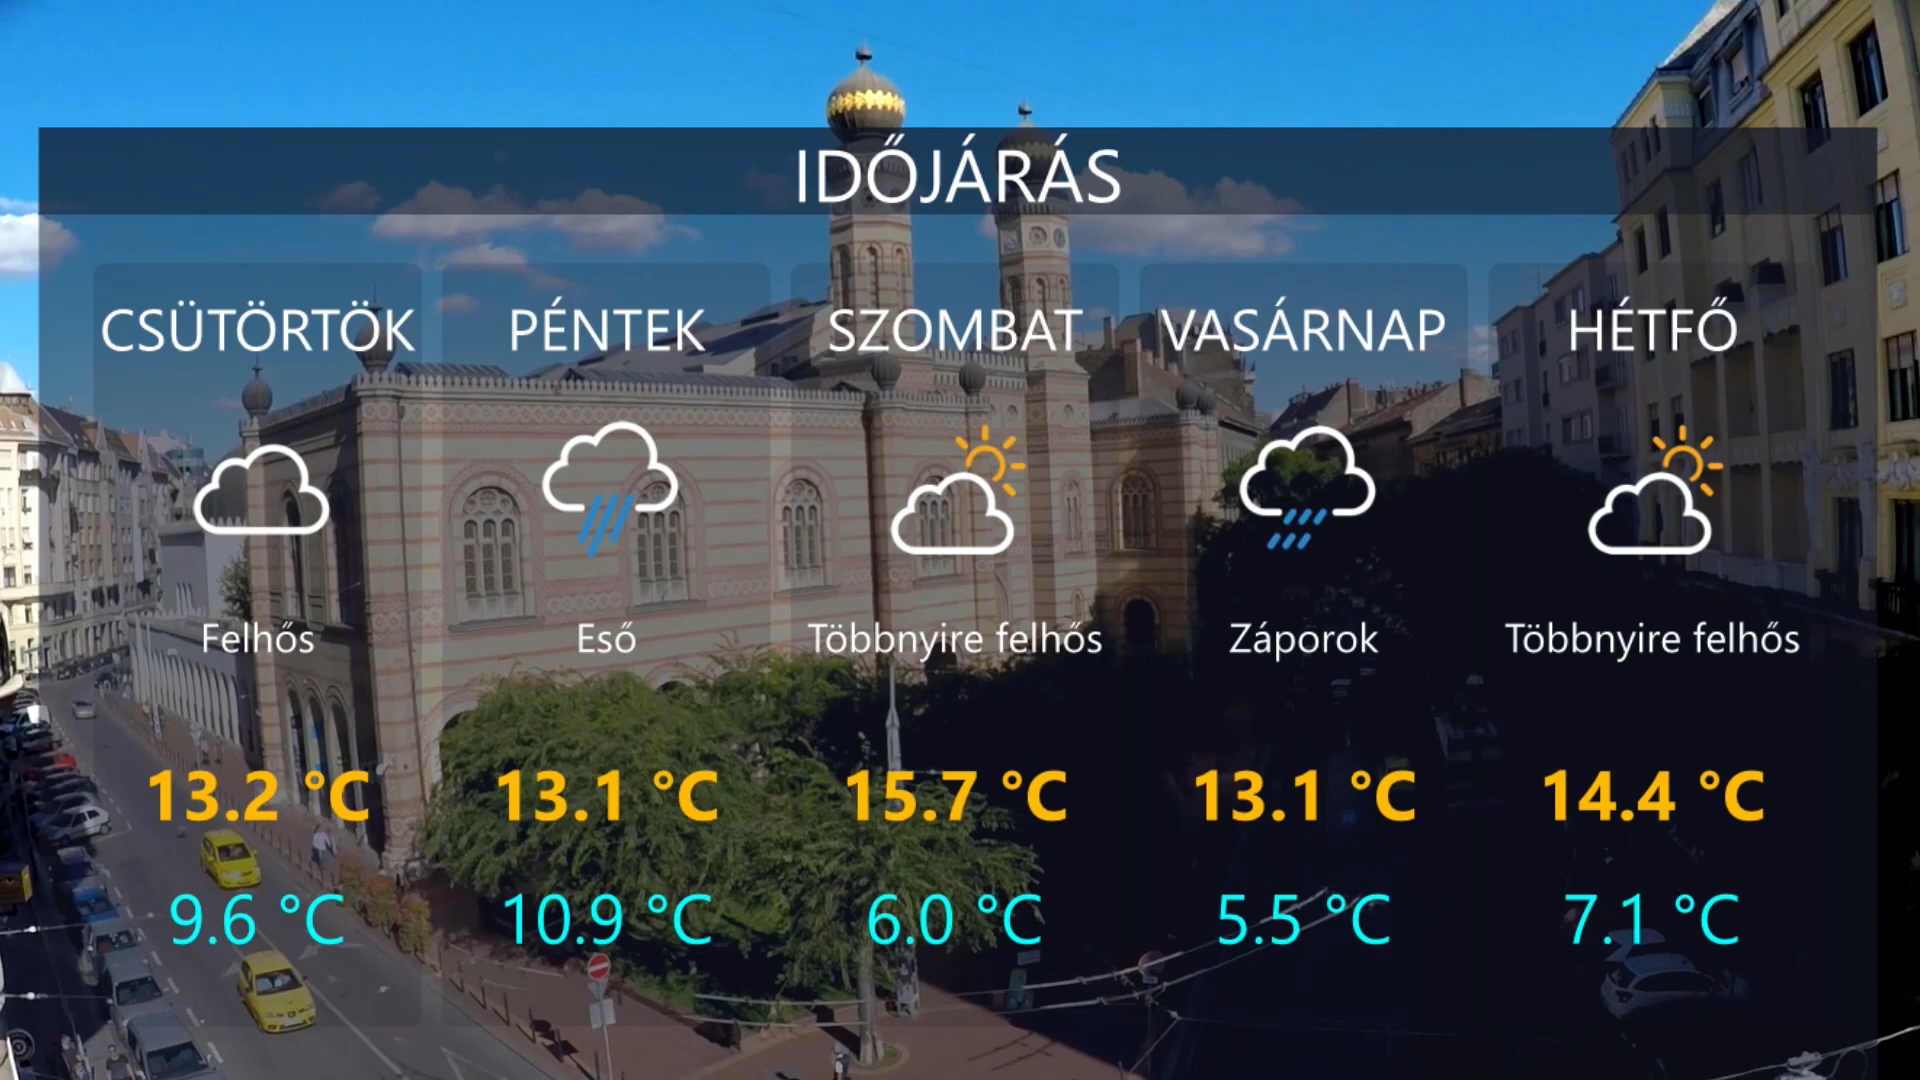 IDŐJÁRÁS
CSÜTÖRTÖK
Felhős
13.2 °C
9.6 °C
PÉNTEK
Eső
13.1 °C
10.9 °C
SZOMBAT
Többnyire felhős
15.7 °C
6.0 °C
VASÁRNAP
Záporok
13.1 °C
5.5 °C
HÉTFŐ
Többnyire felhős
14.4 °C
7.1 °C